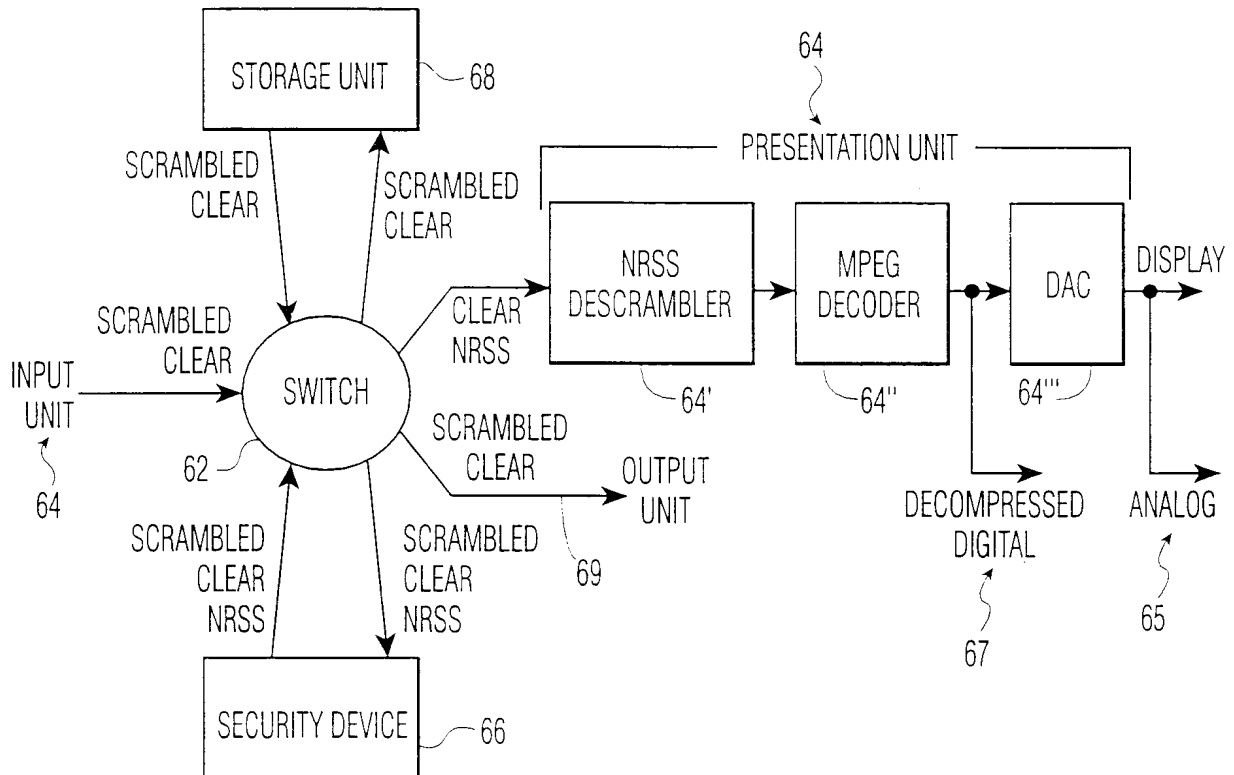 STORAGE UNIT
68
64
PRESENTATION UNIT
SCRAMBLED
CLEAR
SCRAMBLED
CLEAR
NRSS
DESCRAMBLER
MPEG
DECODER
DAC
DISPLAY
CLEAR
NRSS
SCRAMBLED
CLEAR
INPUT
UNIT
SWITCH
64'
64"
64'"
SCRAMBLED
CLEAR
OUTPUT
UNIT
62
64
DECOMPRESSED
DIGITAL
ANALOG
SCRAMBLED
CLEAR
NRSS
SCRAMBLED
CLEAR
NRSS
69
67
65
SECURITY DEVICE
66